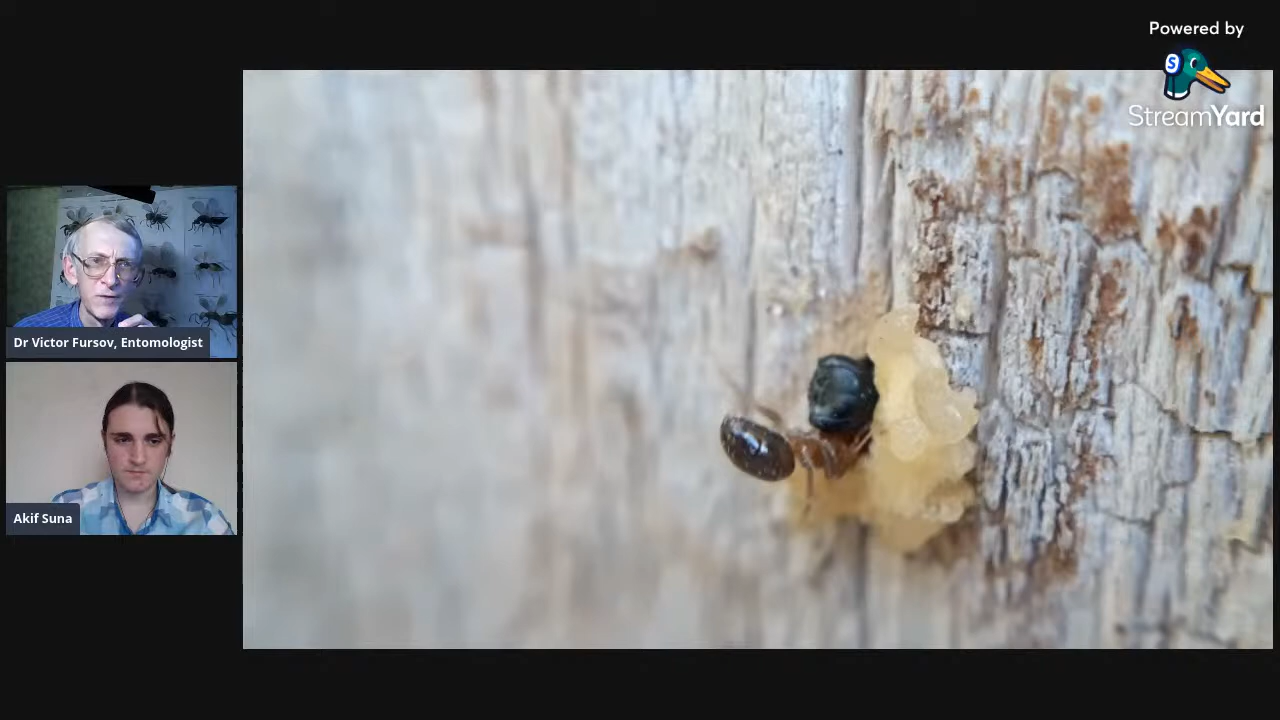 Powered by
StreamYard
Dr Victor Fursov, Entomologist
Akif Suna